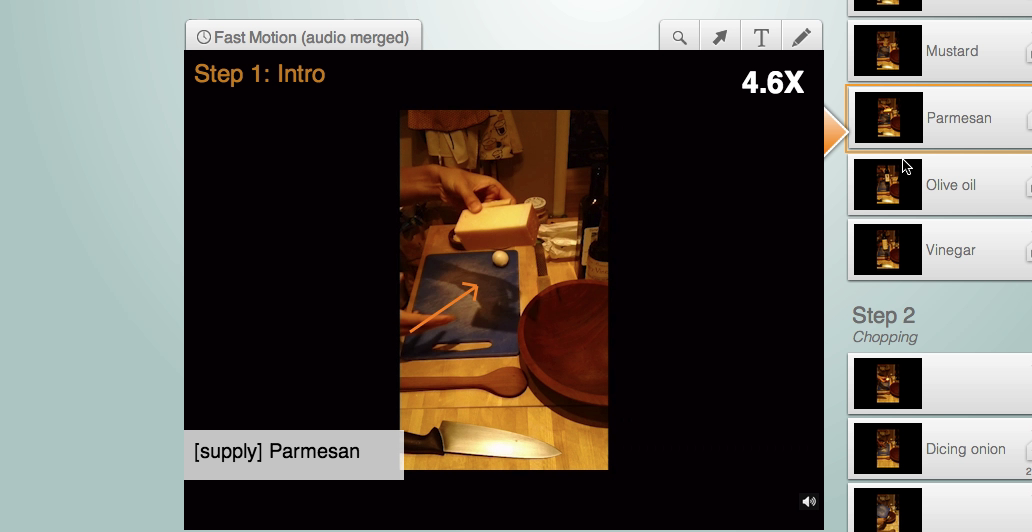 Fast Motion (audio merged)
T
Step 1: Intro
4.6X
[supply] Parmesan
Mustard
Parmesan
Olive oil
Vinegar
Step 2
Chopping
Dicing onion
2